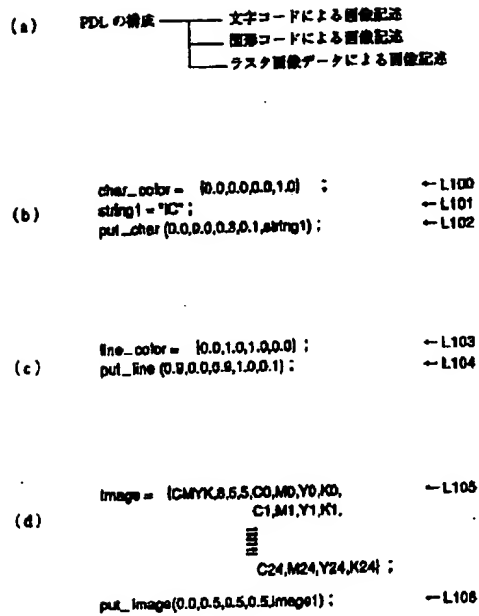 (a) PDL の構成 文字コードによる画像記述
図形コードによる画像記述
ラスタ画像データによる画像記述
char_color = {0.0,0.0,0.0,1.0} ; ←L100
(b) string1 = "IC" ; ←L101
put_char (0.0,0.0,0.3,0.1,string1) ; ←L102
line_color = {0.0,1.0,1.0,0.0} ; ←L103
(c) put_line (0.9,0.0,0.9,1.0,0.1) ; ←L104
image = {CMYK,8,5,5,C0,M0,Y0,K0, ←L105
C1,M1,Y1,K1,
(d)
C24,M24,Y24,K24} ;
put_image(0.0,0.5,0.5,0.5,image1) ; ←L106